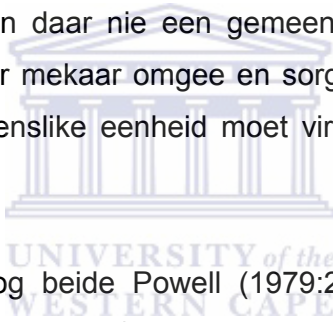 n daar nie een gemeen
r mekaar omgee en sorg
enslike eenheid moet vir
UNIVERSITY of the
og beide Powell (1979:2
WESTERN CAPE